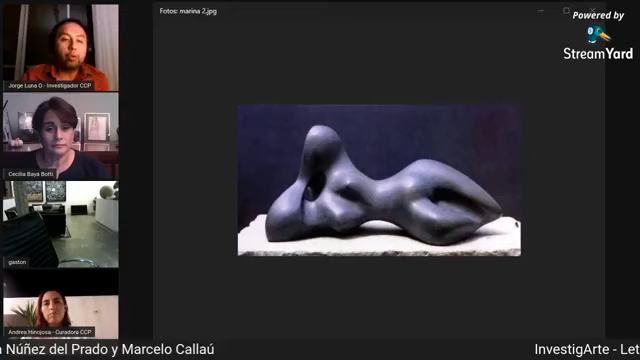 Fotos: marina 2.jpg
Powered by
StreamYard
Jorge Luna O - Investigador CCP
Cecilia Bayá Botti
gaston
Andrea Hinojosa - Curadora CCP
a Núñez del Prado y Marcelo Callaú
InvestigArte - Let